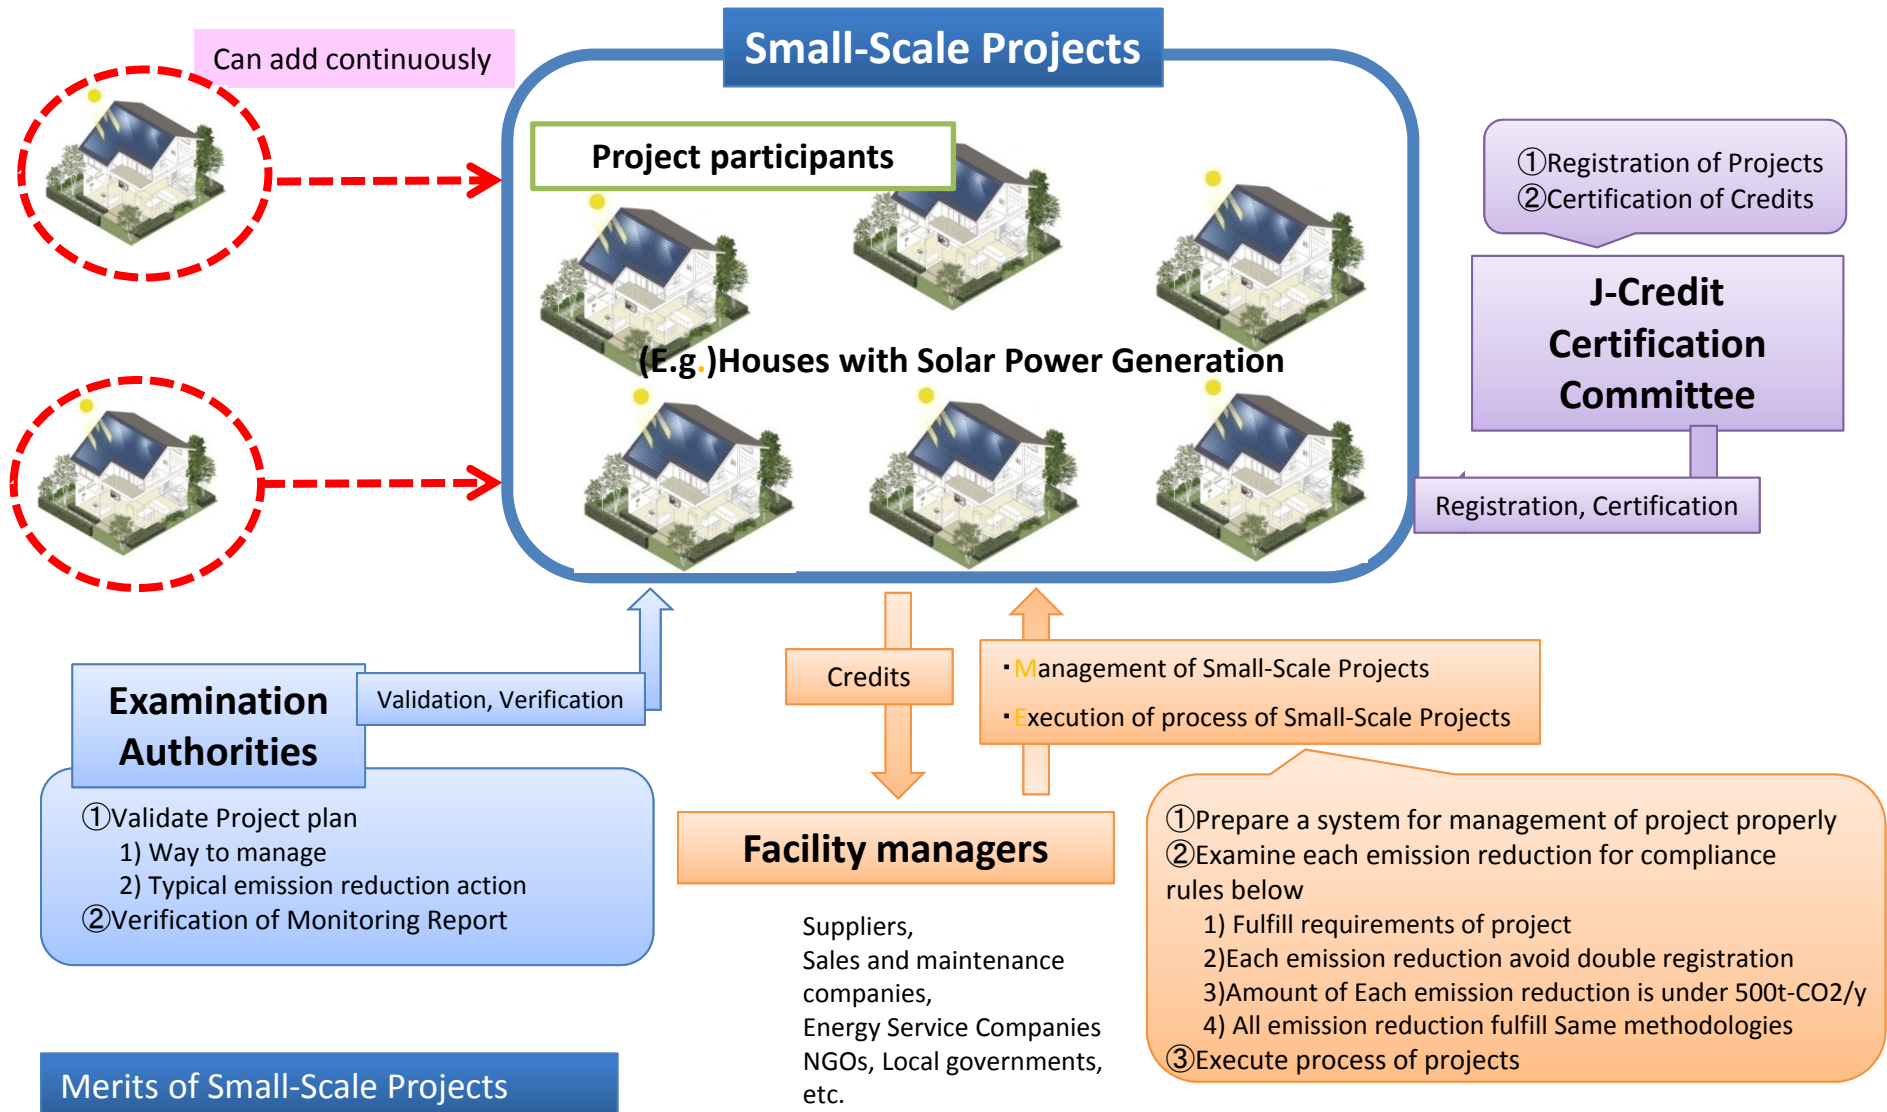 Small-Scale Projects
Can add continuously
Project participants
(E.g.)Houses with Solar Power Generation
①Registration of Projects
②Certification of Credits
J-Credit
Certification
Committee
Registration, Certification
Examination
Authorities
Validation, Verification
①Validate Project plan
1) Way to manage
2) Typical emission reduction action
②Verification of Monitoring Report
Credits
・Management of Small-Scale Projects
・Execution of process of Small-Scale Projects
Facility managers
Suppliers,
Sales and maintenance
companies,
Energy Service Companies
NGOs, Local governments,
etc.
①Prepare a system for management of project properly
②Examine each emission reduction for compliance
rules below
1) Fulfill requirements of project
2)Each emission reduction avoid double registration
3)Amount of Each emission reduction is under 500t-CO2/y
4) All emission reduction fulfill Same methodologies
③Execute process of projects
Merits of Small-Scale Projects